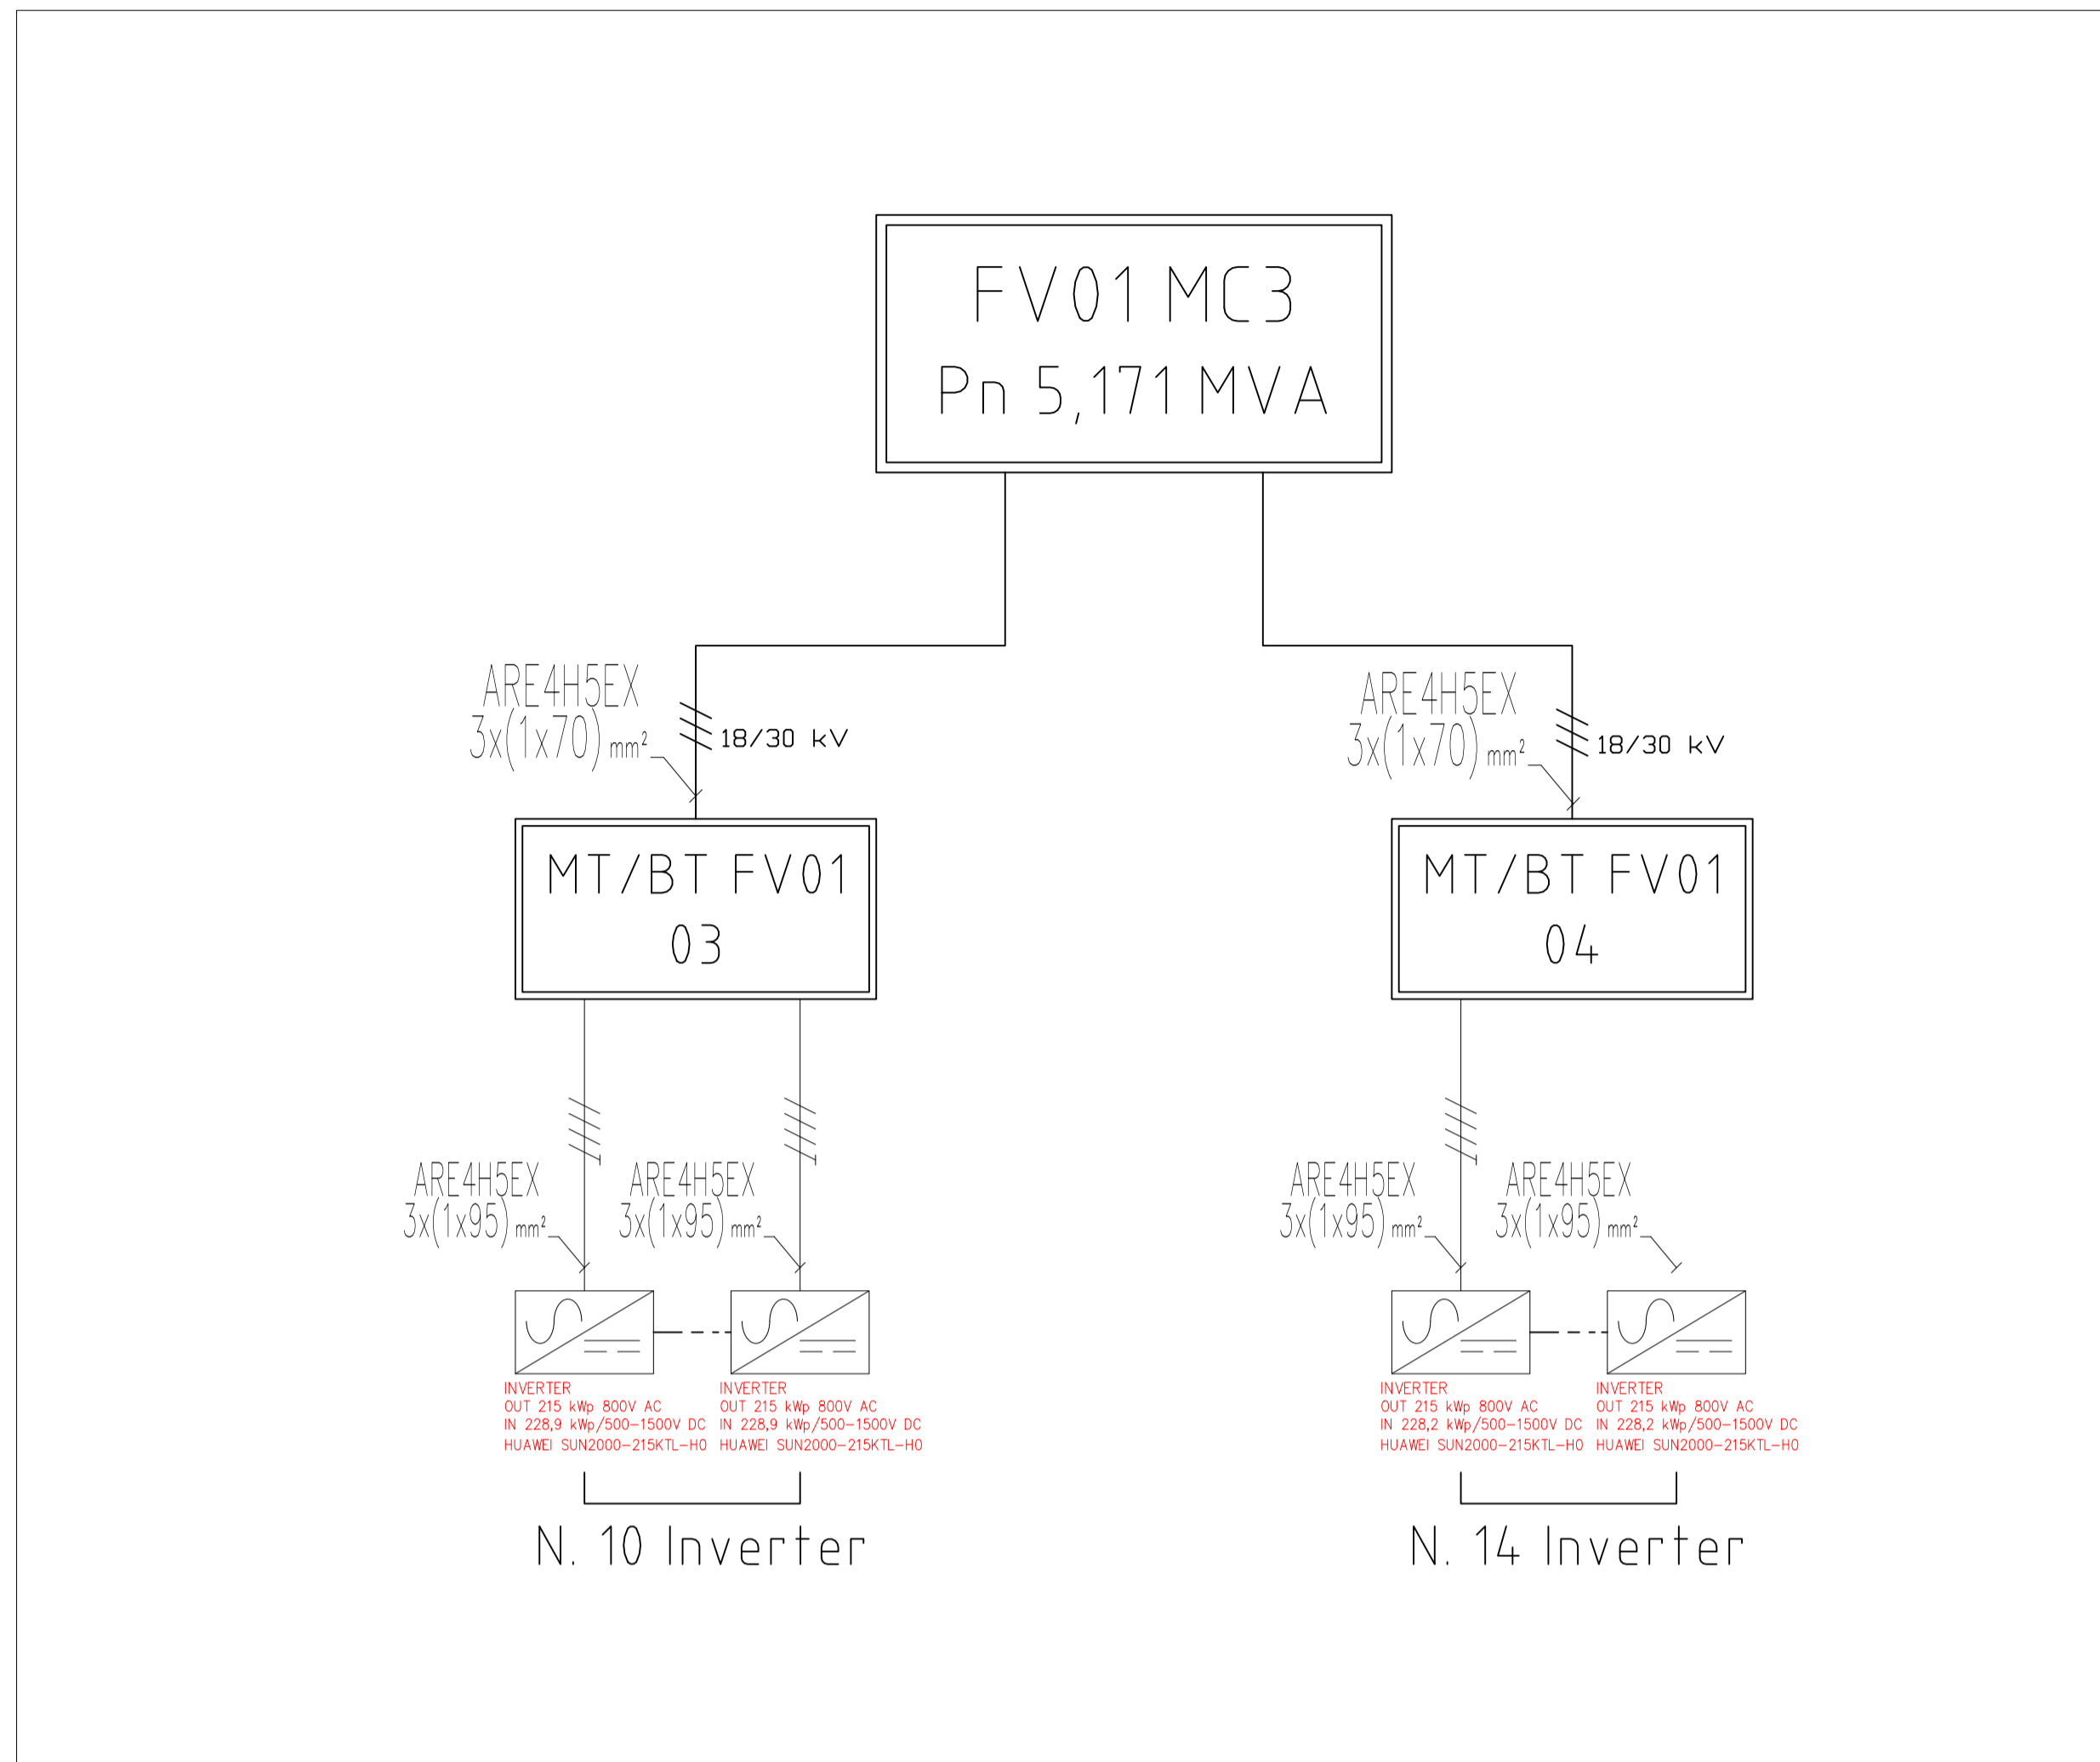 FV01 MC3
Pn 5,171 MVA
ARE4H5EX
3x(1x70) mm²
18/30 kV
ARE4H5EX
3x(1x70) mm²
18/30 kV
MT/BT FV01
03
MT/BT FV01
04
ARE4H5EX
3x(1x95) mm²
ARE4H5EX
3x(1x95) mm²
ARE4H5EX
3x(1x95) mm²
ARE4H5EX
3x(1x95) mm²
INVERTER
OUT 215 kWp 800V AC
IN 228,9 kWp/500-1500V DC
HUAWEI SUN2000-215KTL-H0
INVERTER
OUT 215 kWp 800V AC
IN 228,9 kWp/500-1500V DC
HUAWEI SUN2000-215KTL-H0
INVERTER
OUT 215 kWp 800V AC
IN 228,2 kWp/500-1500V DC
HUAWEI SUN2000-215KTL-H0
INVERTER
OUT 215 kWp 800V AC
IN 228,2 kWp/500-1500V DC
HUAWEI SUN2000-215KTL-H0
N. 10 Inverter
N. 14 Inverter